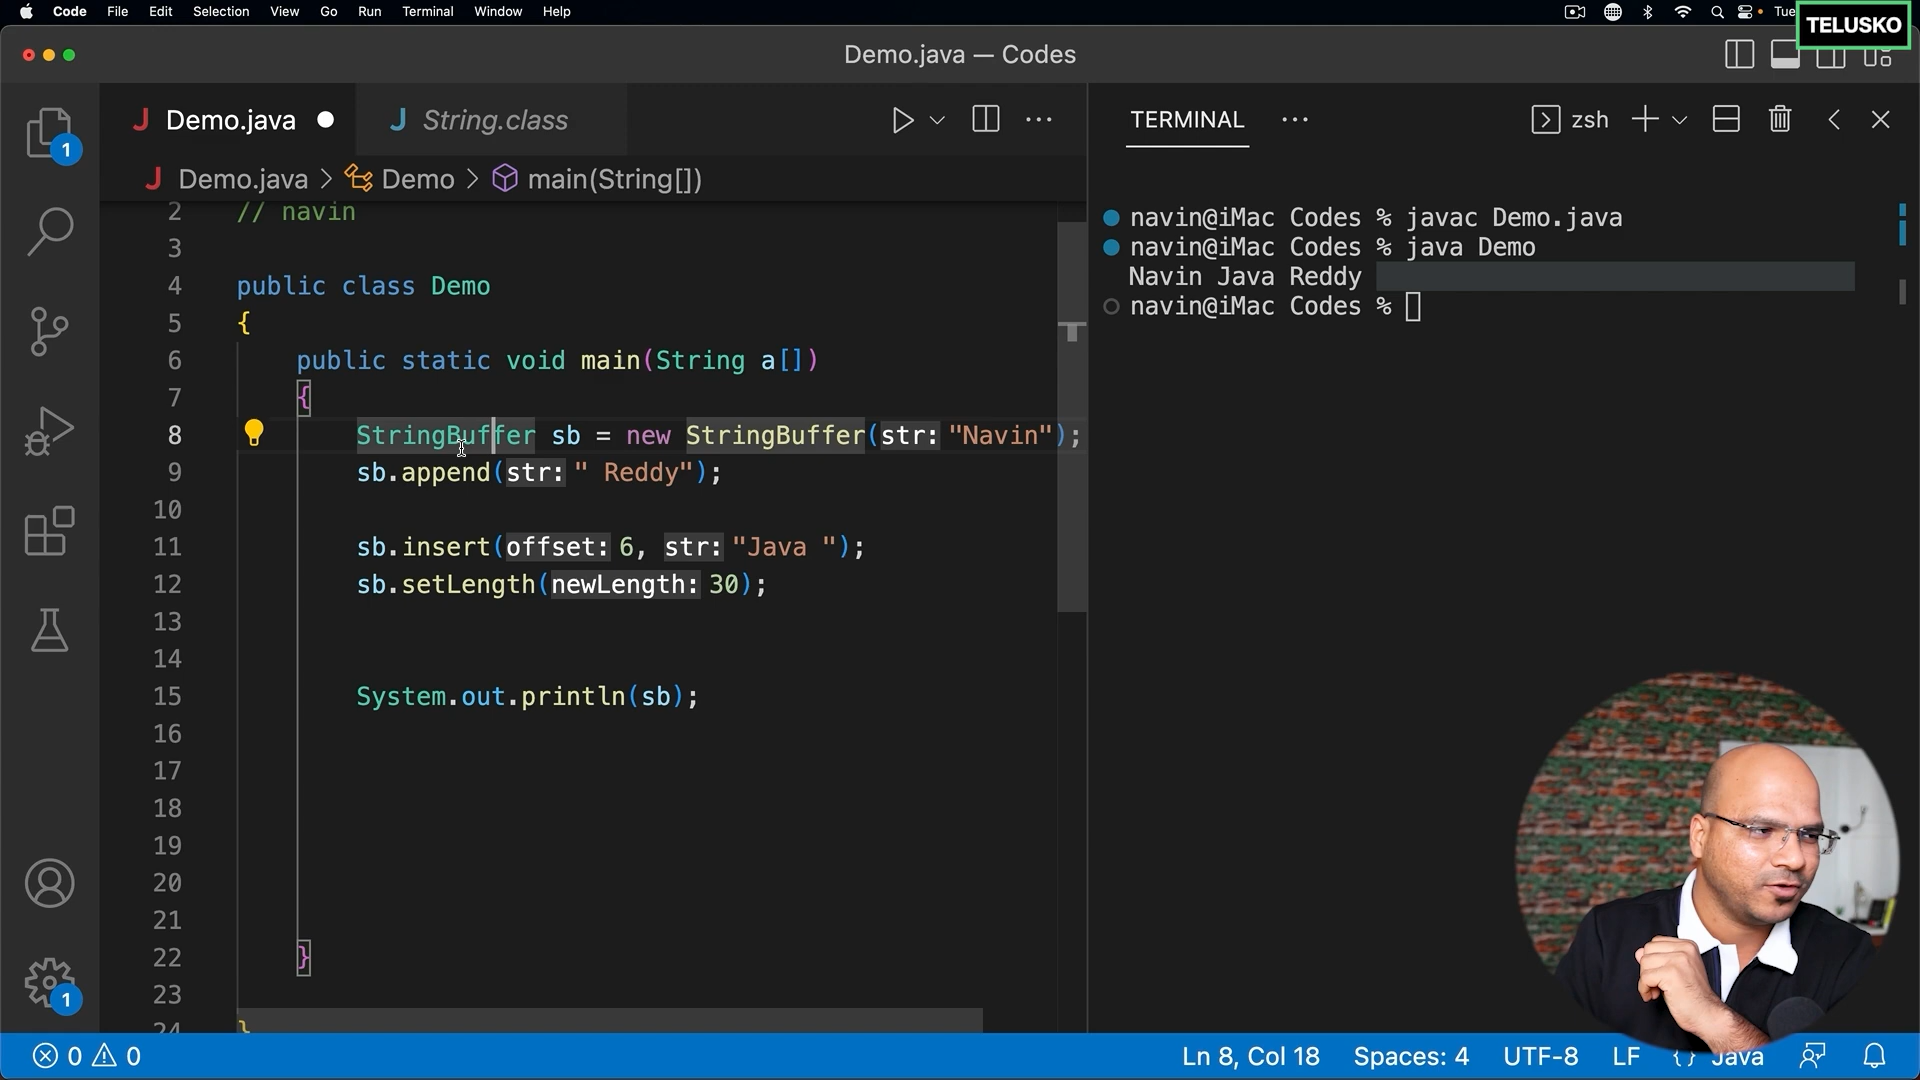 Code File Edit Selection View Go Run Terminal Window Help Tue
TELUSKO
Demo.java — Codes
Demo.java String.class
TERMINAL zsh
Demo.java > Demo > main(String[])
2 // navin
3
4 public class Demo
5 {
6 public static void main(String a[])
7 {
8 StringBuffer sb = new StringBuffer(str: "Navin");
9 sb.append(str: " Reddy");
10
11 sb.insert(offset: 6, str: "Java ");
12 sb.setLength(newLength: 30);
13
14
15 System.out.println(sb);
16
17
18
19
20
21
22 }
23
24 }
navin@iMac Codes % javac Demo.java
navin@iMac Codes % java Demo
Navin Java Reddy
navin@iMac Codes %
1
1
0 0
Ln 8, Col 18 Spaces: 4 UTF-8 LF {} Java